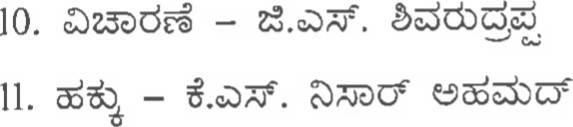 10. ವಿಚಾರಣೆ – ಜಿ.ಎಸ್. ಶಿವರುದ್ರಪ್ಪ
11. ಹಕ್ಕು – ಕೆ.ಎಸ್. ನಿಸಾರ್ ಅಹಮದ್